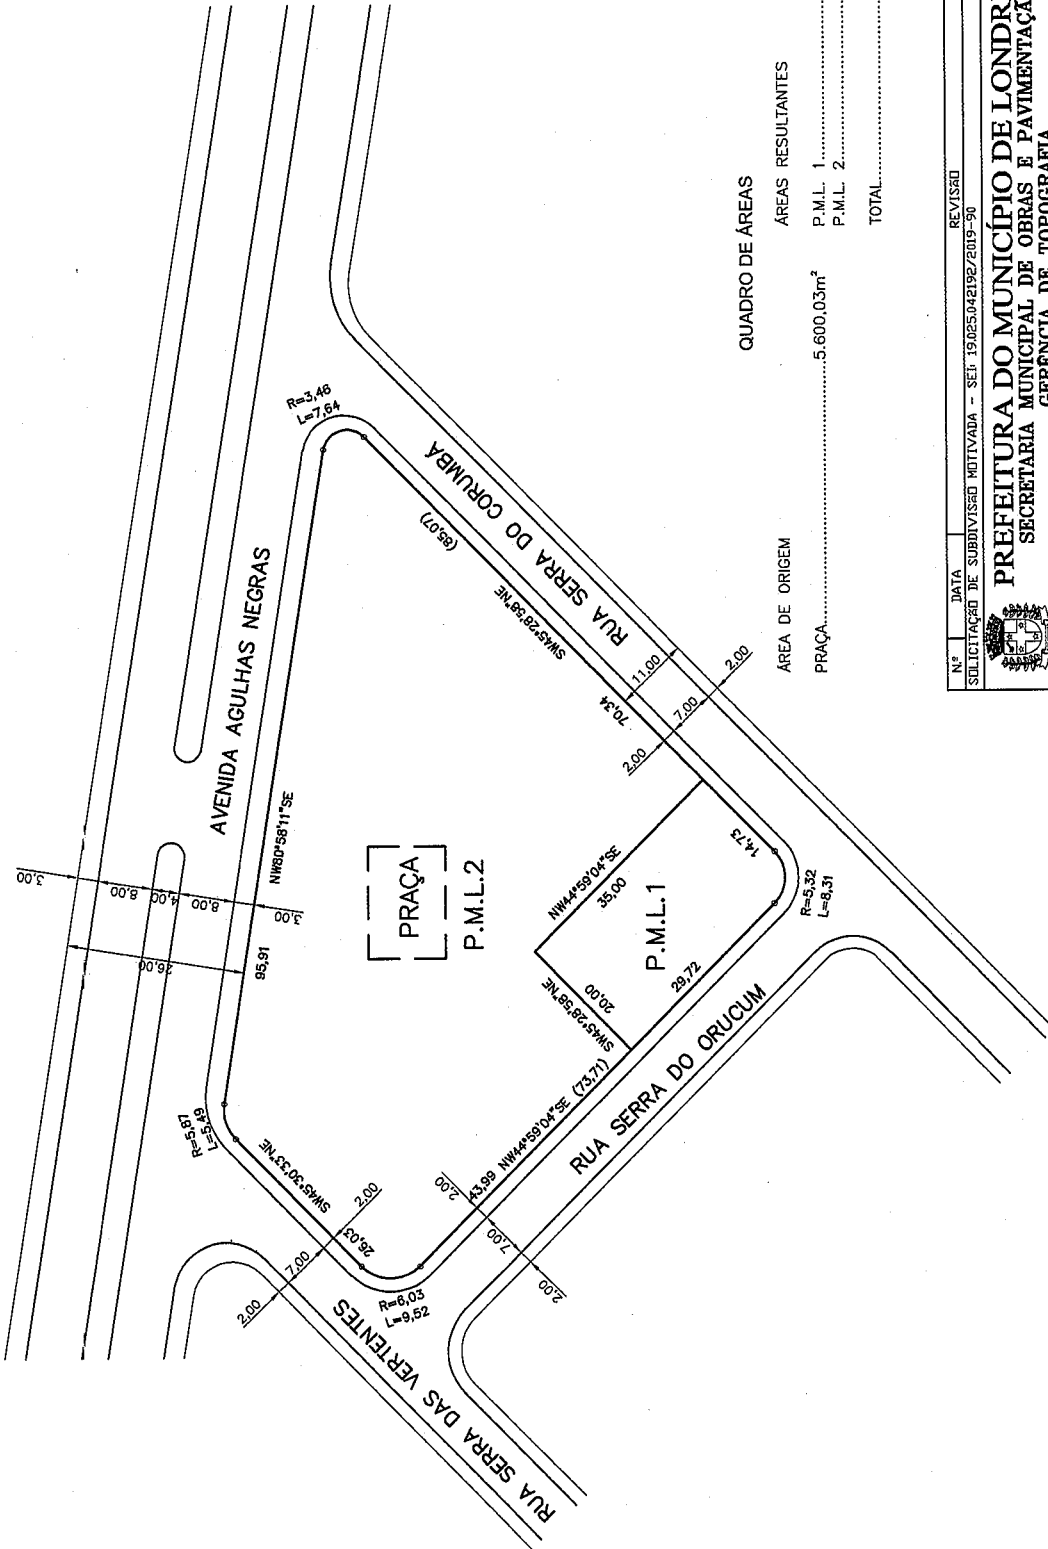 AVENIDA AGULHAS NEGRAS
NW80°58'11"SE
95,91
3,00
8,00
4,00
8,00
3,00
26,00
R=3,46
L=7,64
RUA SERRA DO CORUMBÁ
(85,07)
SW45°28'58"NE
70,34
11,00
2,00
7,00
2,00
14,73
R=5,32
L=8,31
PRAÇA
P.M.L.2
NW44°59'04"SE
35,00
P.M.L.1
SW45°28'58"NE
20,00
29,72
RUA SERRA DO ORUCUM
43,99 NW44°59'04"SE (73,71)
2,00
7,00
2,00
R=5,87
L=5,49
SW45°30'33"NE
26,03
2,00
7,00
2,00
R=6,03
L=9,52
RUA SERRA DAS VERTENTES
QUADRO DE ÁREAS
ÁREA DE ORIGEM
PRAÇA..............................5.600,03m²
ÁREAS RESULTANTES
P.M.L. 1..............................
P.M.L. 2..............................
TOTAL..............................
N.º DATA REVISÃO
SOLICITAÇÃO DE SUBDIVISÃO MOTIVADA - SEI: 19.025.042192/2019-90
PREFEITURA DO MUNICÍPIO DE LONDR
SECRETARIA MUNICIPAL DE OBRAS E PAVIMENTAÇÃ
GERÊNCIA DE TOPOGRAFIA